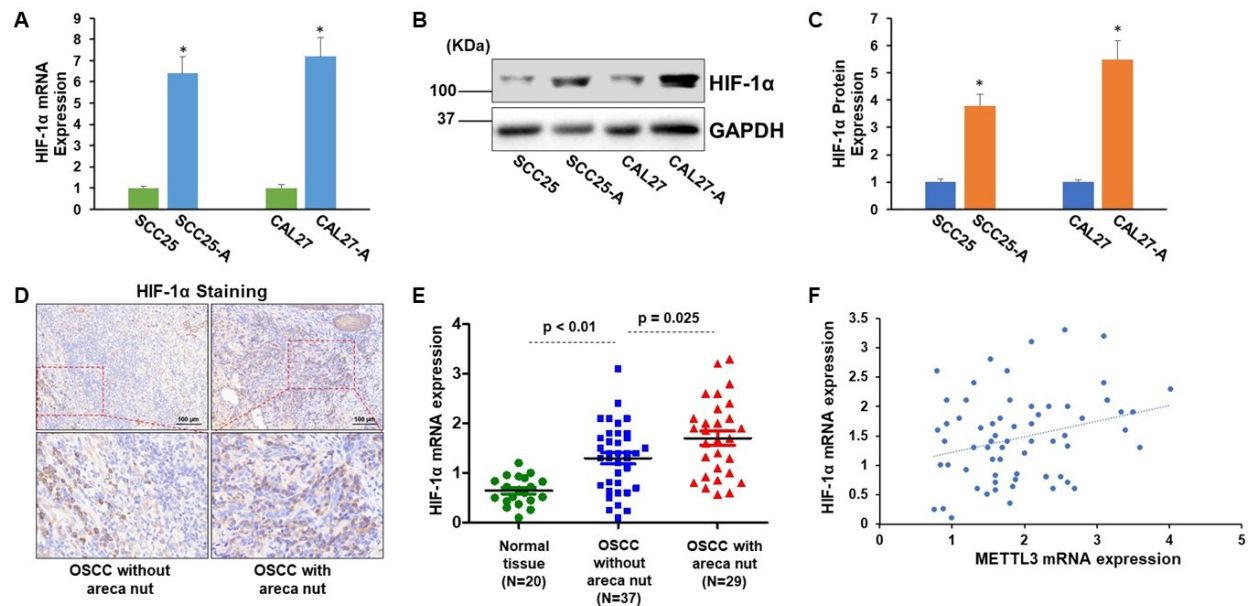 A
HIF-1α mRNA
Expression
9
8
7
6
5
4
3
2
1
0
*
*
SCC25
SCC25-A
CAL27
CAL27-A
B
(KDa)
100
37
HIF-1α
GAPDH
SCC25
SCC25-A
CAL27
CAL27-A
C
HIF-1α Protein
Expression
7
6
5
4
3
2
1
0
*
*
SCC25
SCC25-A
CAL27
CAL27-A
D
HIF-1α Staining
100 µm
100 µm
OSCC without
areca nut
OSCC with
areca nut
E
HIF-1α mRNA expression
4
3
2
1
0
p < 0.01
p = 0.025
Normal
tissue
(N=20)
OSCC
without
areca nut
(N=37)
OSCC with
areca nut
(N=29)
F
HIF-1α mRNA expression
3.5
3
2.5
2
1.5
1
0.5
0
0
1
2
3
4
5
METTL3 mRNA expression